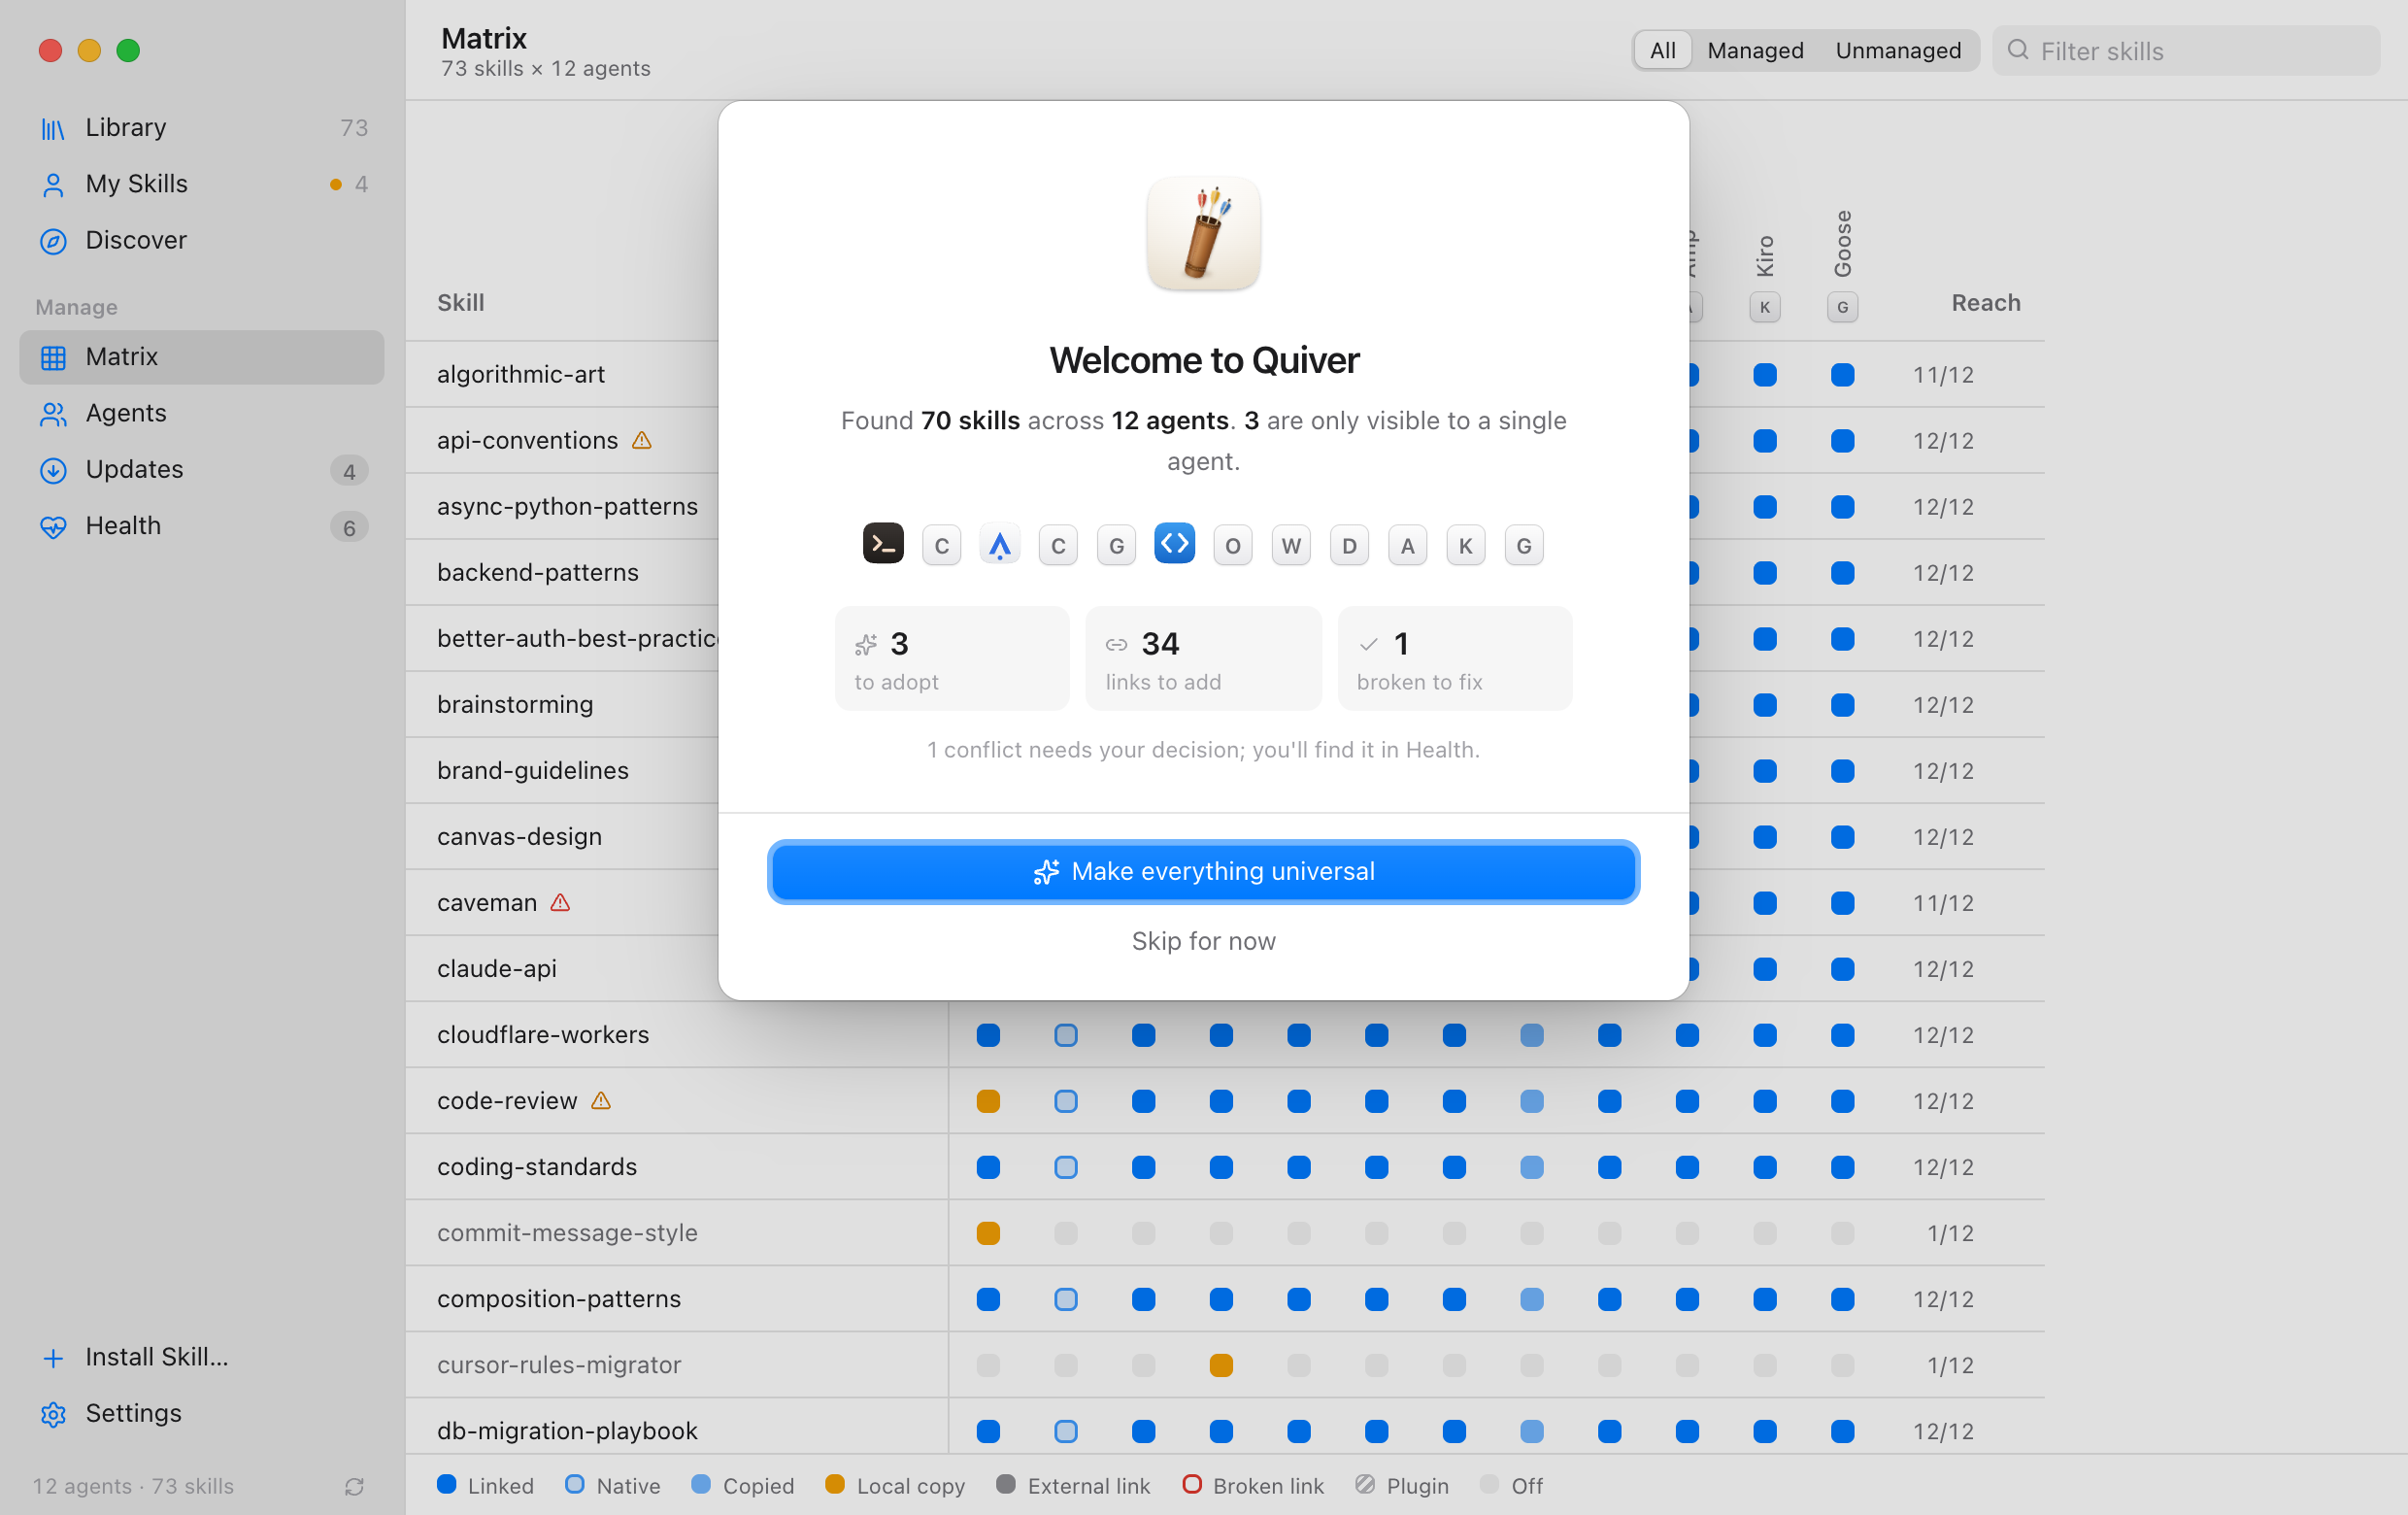 Library 73
My Skills 4
Discover
Manage
Matrix
Agents
Updates 4
Health 6
Install Skill...
Settings
12 agents · 73 skills
Matrix
73 skills × 12 agents
All Managed Unmanaged
Filter skills
Kiro
Goose
Skill
K G
Reach
algorithmic-art 11/12
api-conventions 12/12
async-python-patterns 12/12
backend-patterns 12/12
better-auth-best-practic 12/12
brainstorming 12/12
brand-guidelines 12/12
canvas-design 12/12
caveman 11/12
claude-api 12/12
cloudflare-workers 12/12
code-review 12/12
coding-standards 12/12
commit-message-style 1/12
composition-patterns 12/12
cursor-rules-migrator 1/12
db-migration-playbook 12/12
Linked Native Copied Local copy External link Broken link Plugin Off
Welcome to Quiver
Found 70 skills across 12 agents. 3 are only visible to a single
agent.
C C G O W D A K G
3
to adopt
34
links to add
1
broken to fix
1 conflict needs your decision; you'll find it in Health.
Make everything universal
Skip for now